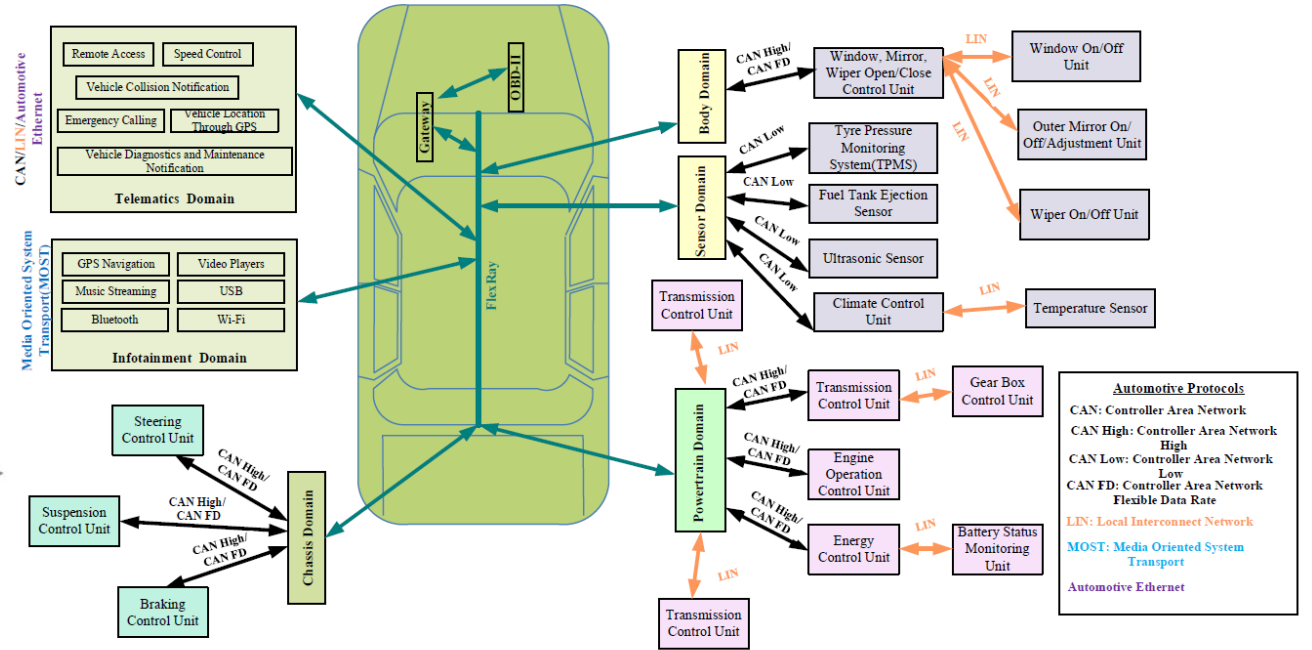 CAN/LIN/Automotive
Ethernet
Remote Access
Speed Control
Vehicle Collision Notification
Emergency Calling
Vehicle Location
Through GPS
Vehicle Diagnostics and Maintenance
Notification
Telematics Domain
Media Oriented System
Transport(MOST)
GPS Navigation
Video Players
Music Streaming
USB
Bluetooth
Wi-Fi
Infotainment Domain
Steering
Control Unit
Suspension
Control Unit
Braking
Control Unit
CAN High/
CAN FD
CAN High/
CAN FD
CAN High/
CAN FD
Chassis Domain
Gateway
OBD-II
FlexRay
Body Domain
CAN High/
CAN FD
Window, Mirror,
Wiper Open/Close
Control Unit
LIN
LIN
LIN
Window On/Off
Unit
Outer Mirror On/
Off/Adjustment Unit
Wiper On/Off Unit
Sensor Domain
CAN Low
CAN Low
CAN Low
CAN Low
Tyre Pressure
Monitoring
System(TPMS)
Fuel Tank Ejection
Sensor
Ultrasonic Sensor
Climate Control
Unit
LIN
Temperature Sensor
Transmission
Control Unit
LIN
Powertrain Domain
CAN High/
CAN FD
Transmission
Control Unit
LIN
Gear Box
Control Unit
CAN High/
CAN FD
Engine
Operation
Control Unit
CAN High/
CAN FD
Energy
Control Unit
LIN
Battery Status
Monitoring
Unit
LIN
Transmission
Control Unit
Automotive Protocols
CAN: Controller Area Network
CAN High: Controller Area Network
High
CAN Low: Controller Area Network
Low
CAN FD: Controller Area Network
Flexible Data Rate
LIN: Local Interconnect Network
MOST: Media Oriented System
Transport
Automotive Ethernet